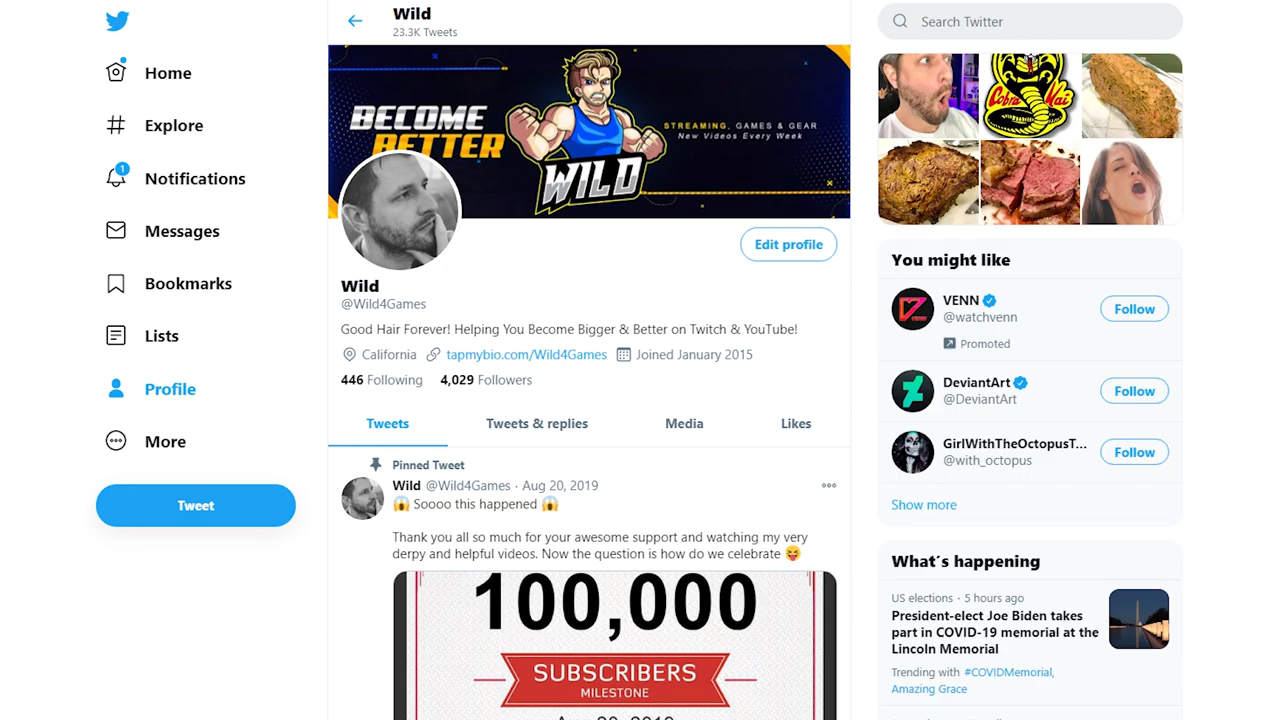 Home
Explore
1
Notifications
Messages
Bookmarks
Lists
Profile
More
Tweet
Wild
23.3K Tweets
BECOME
BETTER
WILD
STREAMING, GAMES & GEAR
New Videos Every Week
Edit profile
Wild
@Wild4Games
Good Hair Forever! Helping You Become Bigger & Better on Twitch & YouTube!
California tapmybio.com/Wild4Games Joined January 2015
446 Following 4,029 Followers
Tweets Tweets & replies Media Likes
Pinned Tweet
Wild @Wild4Games · Aug 20, 2019
😱 Soooo this happened 😱
Thank you all so much for your awesome support and watching my very
derpy and helpful videos. Now the question is how do we celebrate 😝
100,000
SUBSCRIBERS
MILESTONE
Search Twitter
Cobra Kai
You might like
VENN
@watchvenn
Follow
Promoted
DeviantArt
@DeviantArt
Follow
GirlWithTheOctopusT...
@with_octopus
Follow
Show more
What´s happening
US elections · 5 hours ago
President-elect Joe Biden takes
part in COVID-19 memorial at the
Lincoln Memorial
Trending with #COVIDMemorial,
Amazing Grace